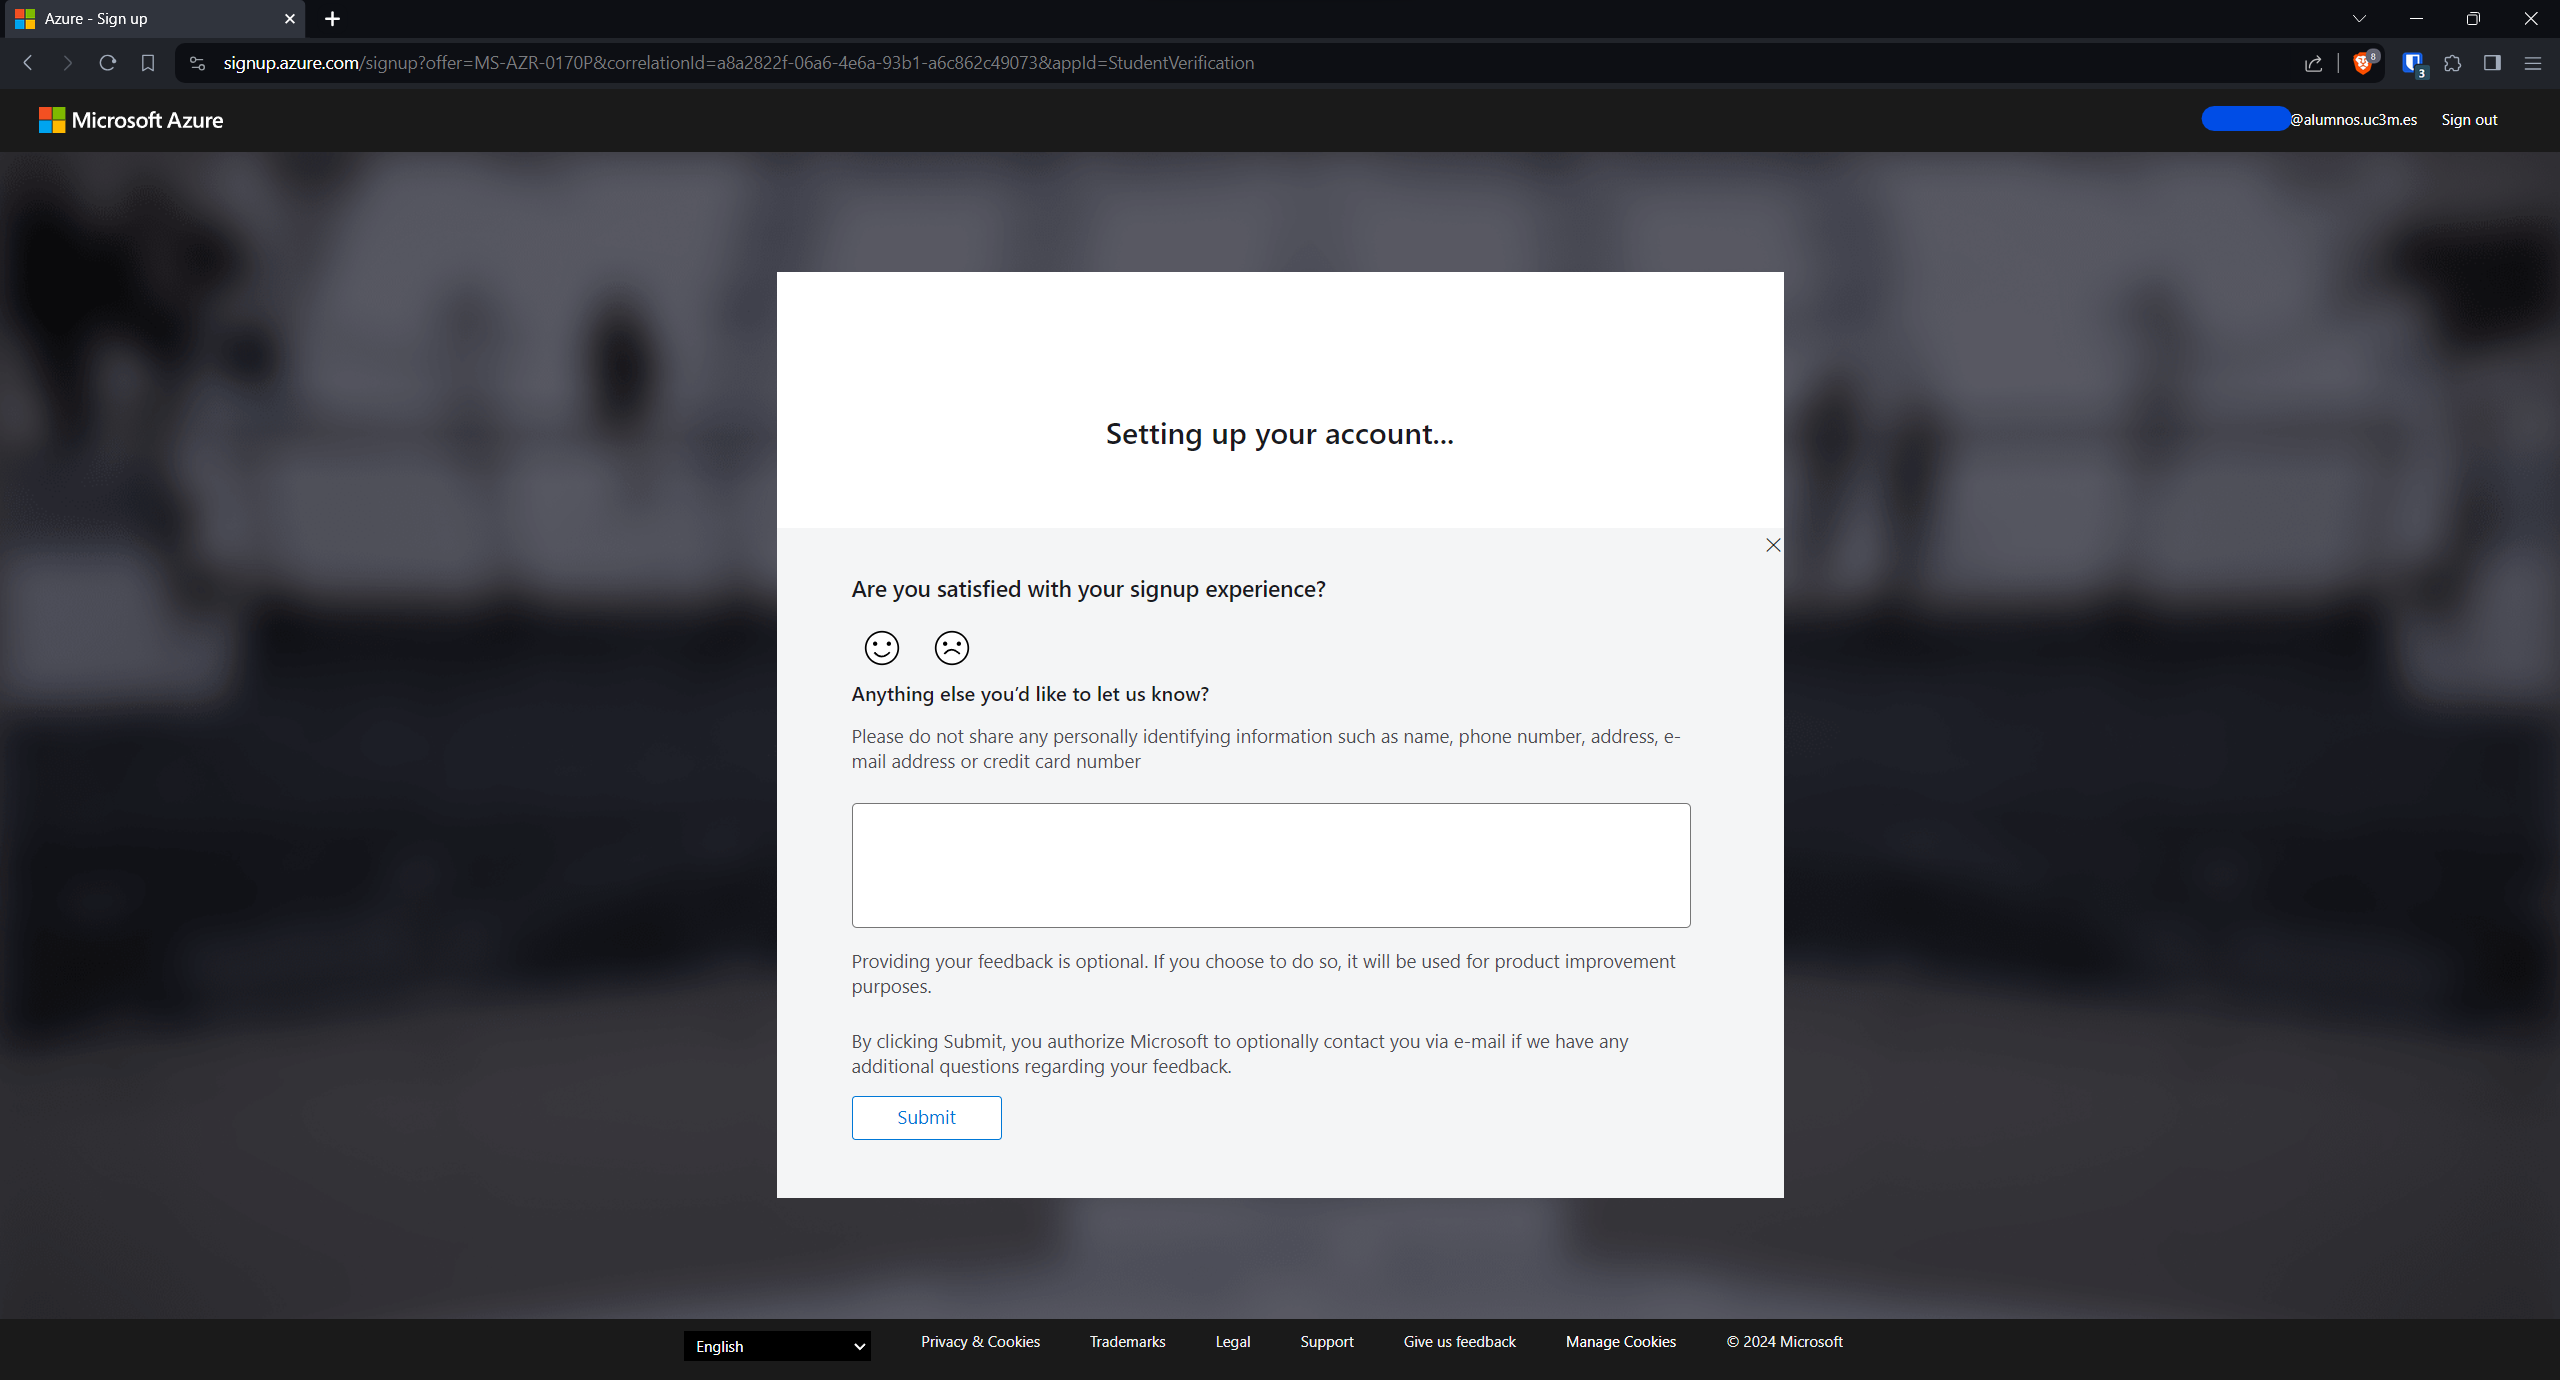 Azure - Sign up
signup.azure.com/signup?offer=MS-AZR-0170P&correlationId=a8a2822f-06a6-4e6a-93b1-a6c862c49073&appId=StudentVerification
8
3
Microsoft Azure
@alumnos.uc3m.es
Sign out
Setting up your account...
Are you satisfied with your signup experience?
Anything else you’d like to let us know?
Please do not share any personally identifying information such as name, phone number, address, e-
mail address or credit card number
Providing your feedback is optional. If you choose to do so, it will be used for product improvement
purposes.
By clicking Submit, you authorize Microsoft to optionally contact you via e-mail if we have any
additional questions regarding your feedback.
Submit
English
Privacy & Cookies
Trademarks
Legal
Support
Give us feedback
Manage Cookies
© 2024 Microsoft